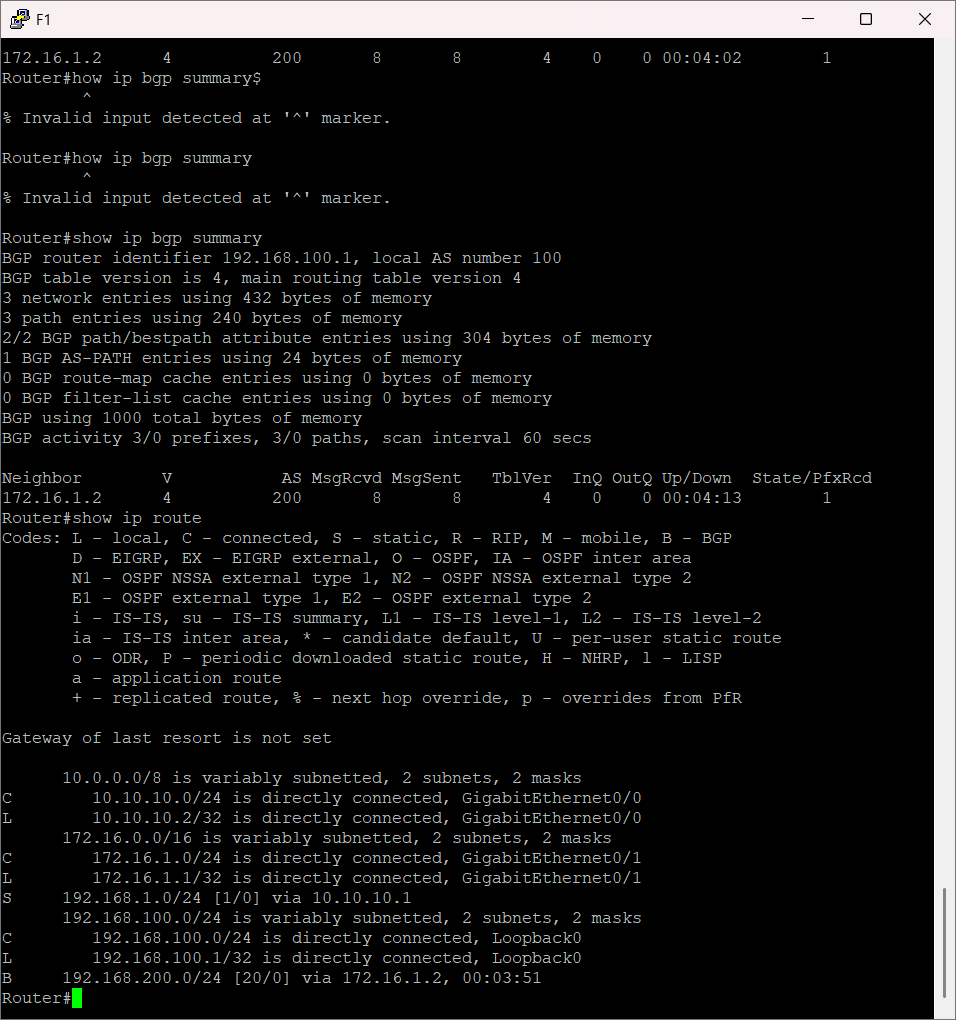 F1
172.16.1.2      4          200       8       8        4    0    0 00:04:02        1
Router#how ip bgp summary$
        ^
% Invalid input detected at '^' marker.

Router#how ip bgp summary
        ^
% Invalid input detected at '^' marker.

Router#show ip bgp summary
BGP router identifier 192.168.100.1, local AS number 100
BGP table version is 4, main routing table version 4
3 network entries using 432 bytes of memory
3 path entries using 240 bytes of memory
2/2 BGP path/bestpath attribute entries using 304 bytes of memory
1 BGP AS-PATH entries using 24 bytes of memory
0 BGP route-map cache entries using 0 bytes of memory
0 BGP filter-list cache entries using 0 bytes of memory
BGP using 1000 total bytes of memory
BGP activity 3/0 prefixes, 3/0 paths, scan interval 60 secs

Neighbor        V           AS MsgRcvd MsgSent   TblVer  InQ OutQ Up/Down  State/PfxRcd
172.16.1.2      4          200       8       8        4    0    0 00:04:13        1
Router#show ip route
Codes: L - local, C - connected, S - static, R - RIP, M - mobile, B - BGP
       D - EIGRP, EX - EIGRP external, O - OSPF, IA - OSPF inter area
       N1 - OSPF NSSA external type 1, N2 - OSPF NSSA external type 2
       E1 - OSPF external type 1, E2 - OSPF external type 2
       i - IS-IS, su - IS-IS summary, L1 - IS-IS level-1, L2 - IS-IS level-2
       ia - IS-IS inter area, * - candidate default, U - per-user static route
       o - ODR, P - periodic downloaded static route, H - NHRP, l - LISP
       a - application route
       + - replicated route, % - next hop override, p - overrides from PfR

Gateway of last resort is not set

      10.0.0.0/8 is variably subnetted, 2 subnets, 2 masks
C        10.10.10.0/24 is directly connected, GigabitEthernet0/0
L        10.10.10.2/32 is directly connected, GigabitEthernet0/0
      172.16.0.0/16 is variably subnetted, 2 subnets, 2 masks
C        172.16.1.0/24 is directly connected, GigabitEthernet0/1
L        172.16.1.1/32 is directly connected, GigabitEthernet0/1
S     192.168.1.0/24 [1/0] via 10.10.10.1
      192.168.100.0/24 is variably subnetted, 2 subnets, 2 masks
C        192.168.100.0/24 is directly connected, Loopback0
L        192.168.100.1/32 is directly connected, Loopback0
B     192.168.200.0/24 [20/0] via 172.16.1.2, 00:03:51
Router#